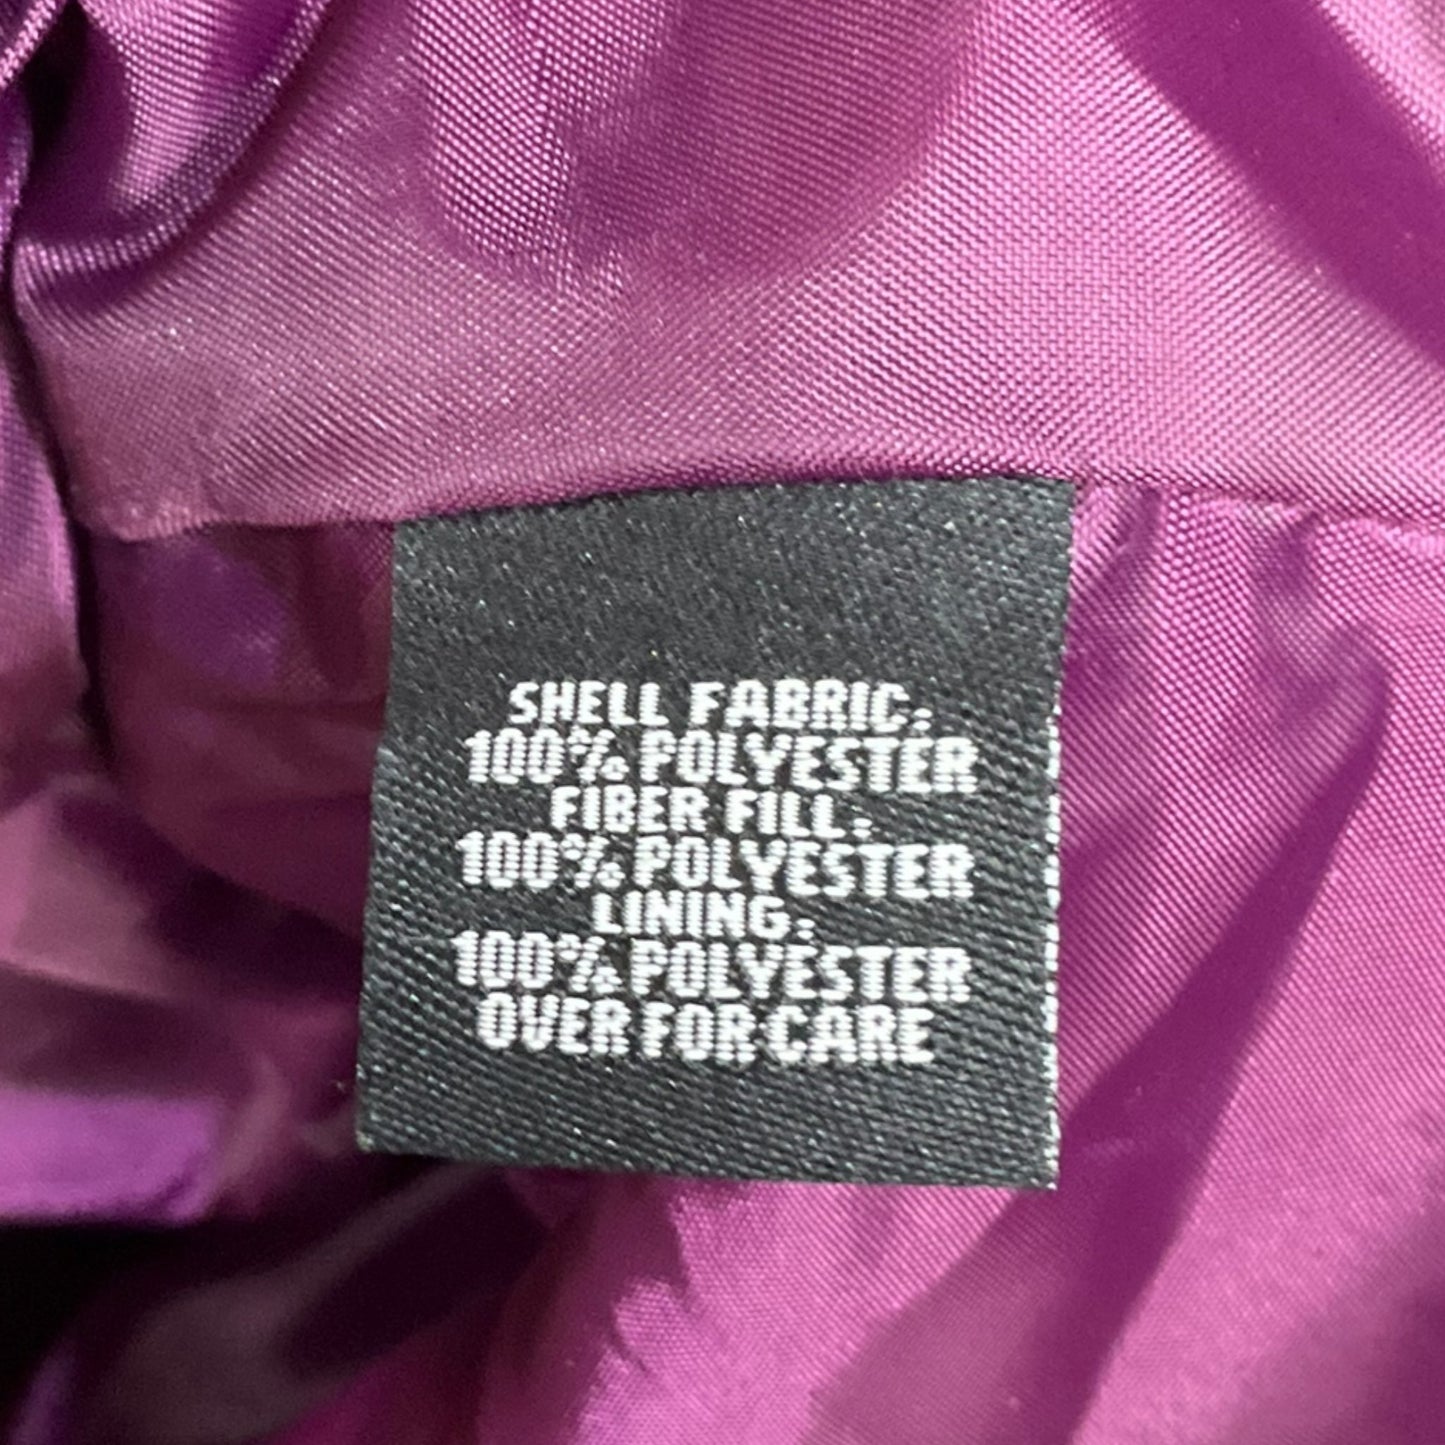 SHELL FABRIC:
100% POLYESTER
FIBER FILL:
100% POLYESTER
LINING:
100% POLYESTER
OVER FOR CARE